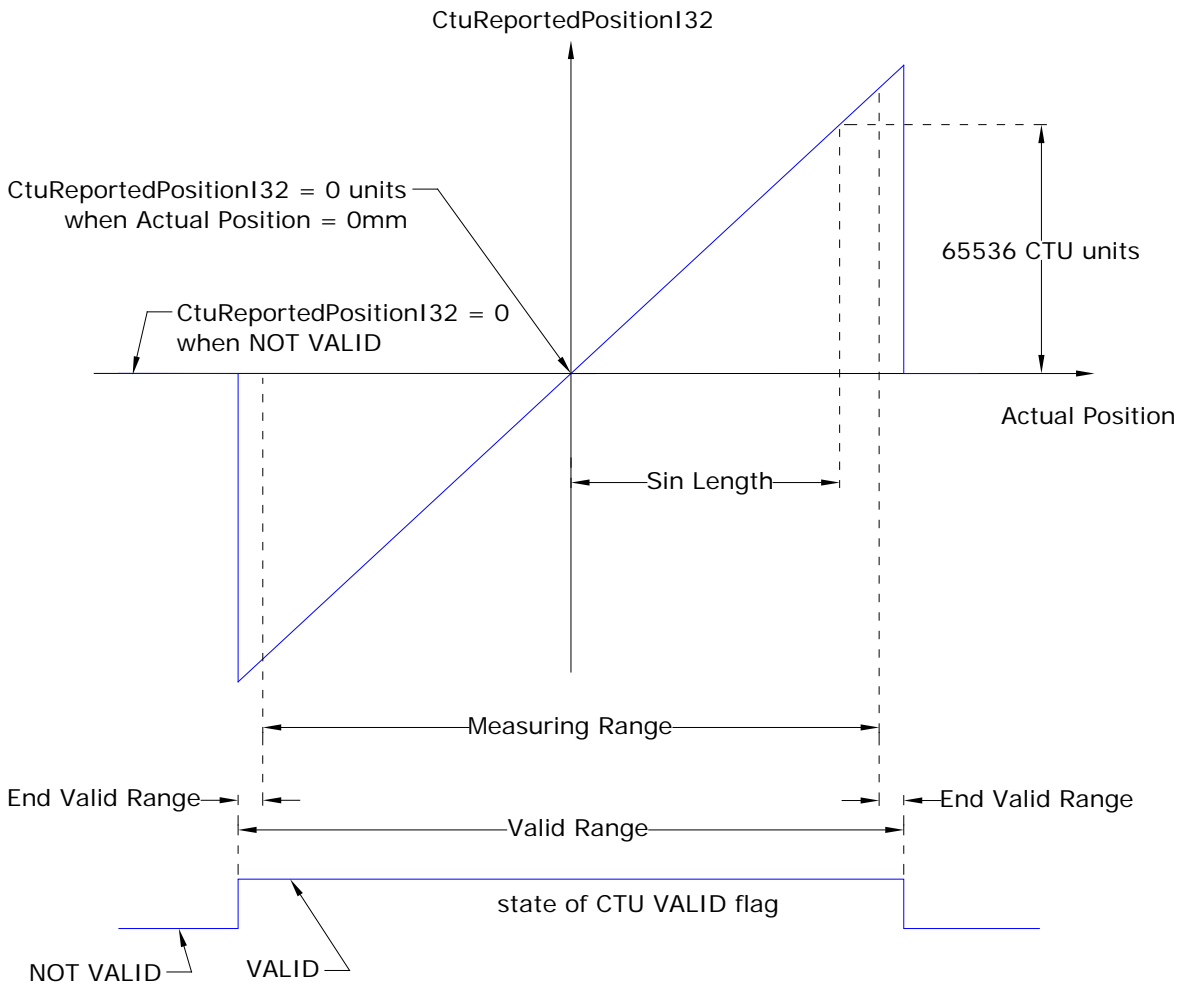 CtuReportedPositionI32
CtuReportedPositionI32 = 0 units
when Actual Position = 0mm
65536 CTU units
CtuReportedPositionI32 = 0
when NOT VALID
Actual Position
Sin Length
Measuring Range
End Valid Range
End Valid Range
Valid Range
state of CTU VALID flag
NOT VALID
VALID